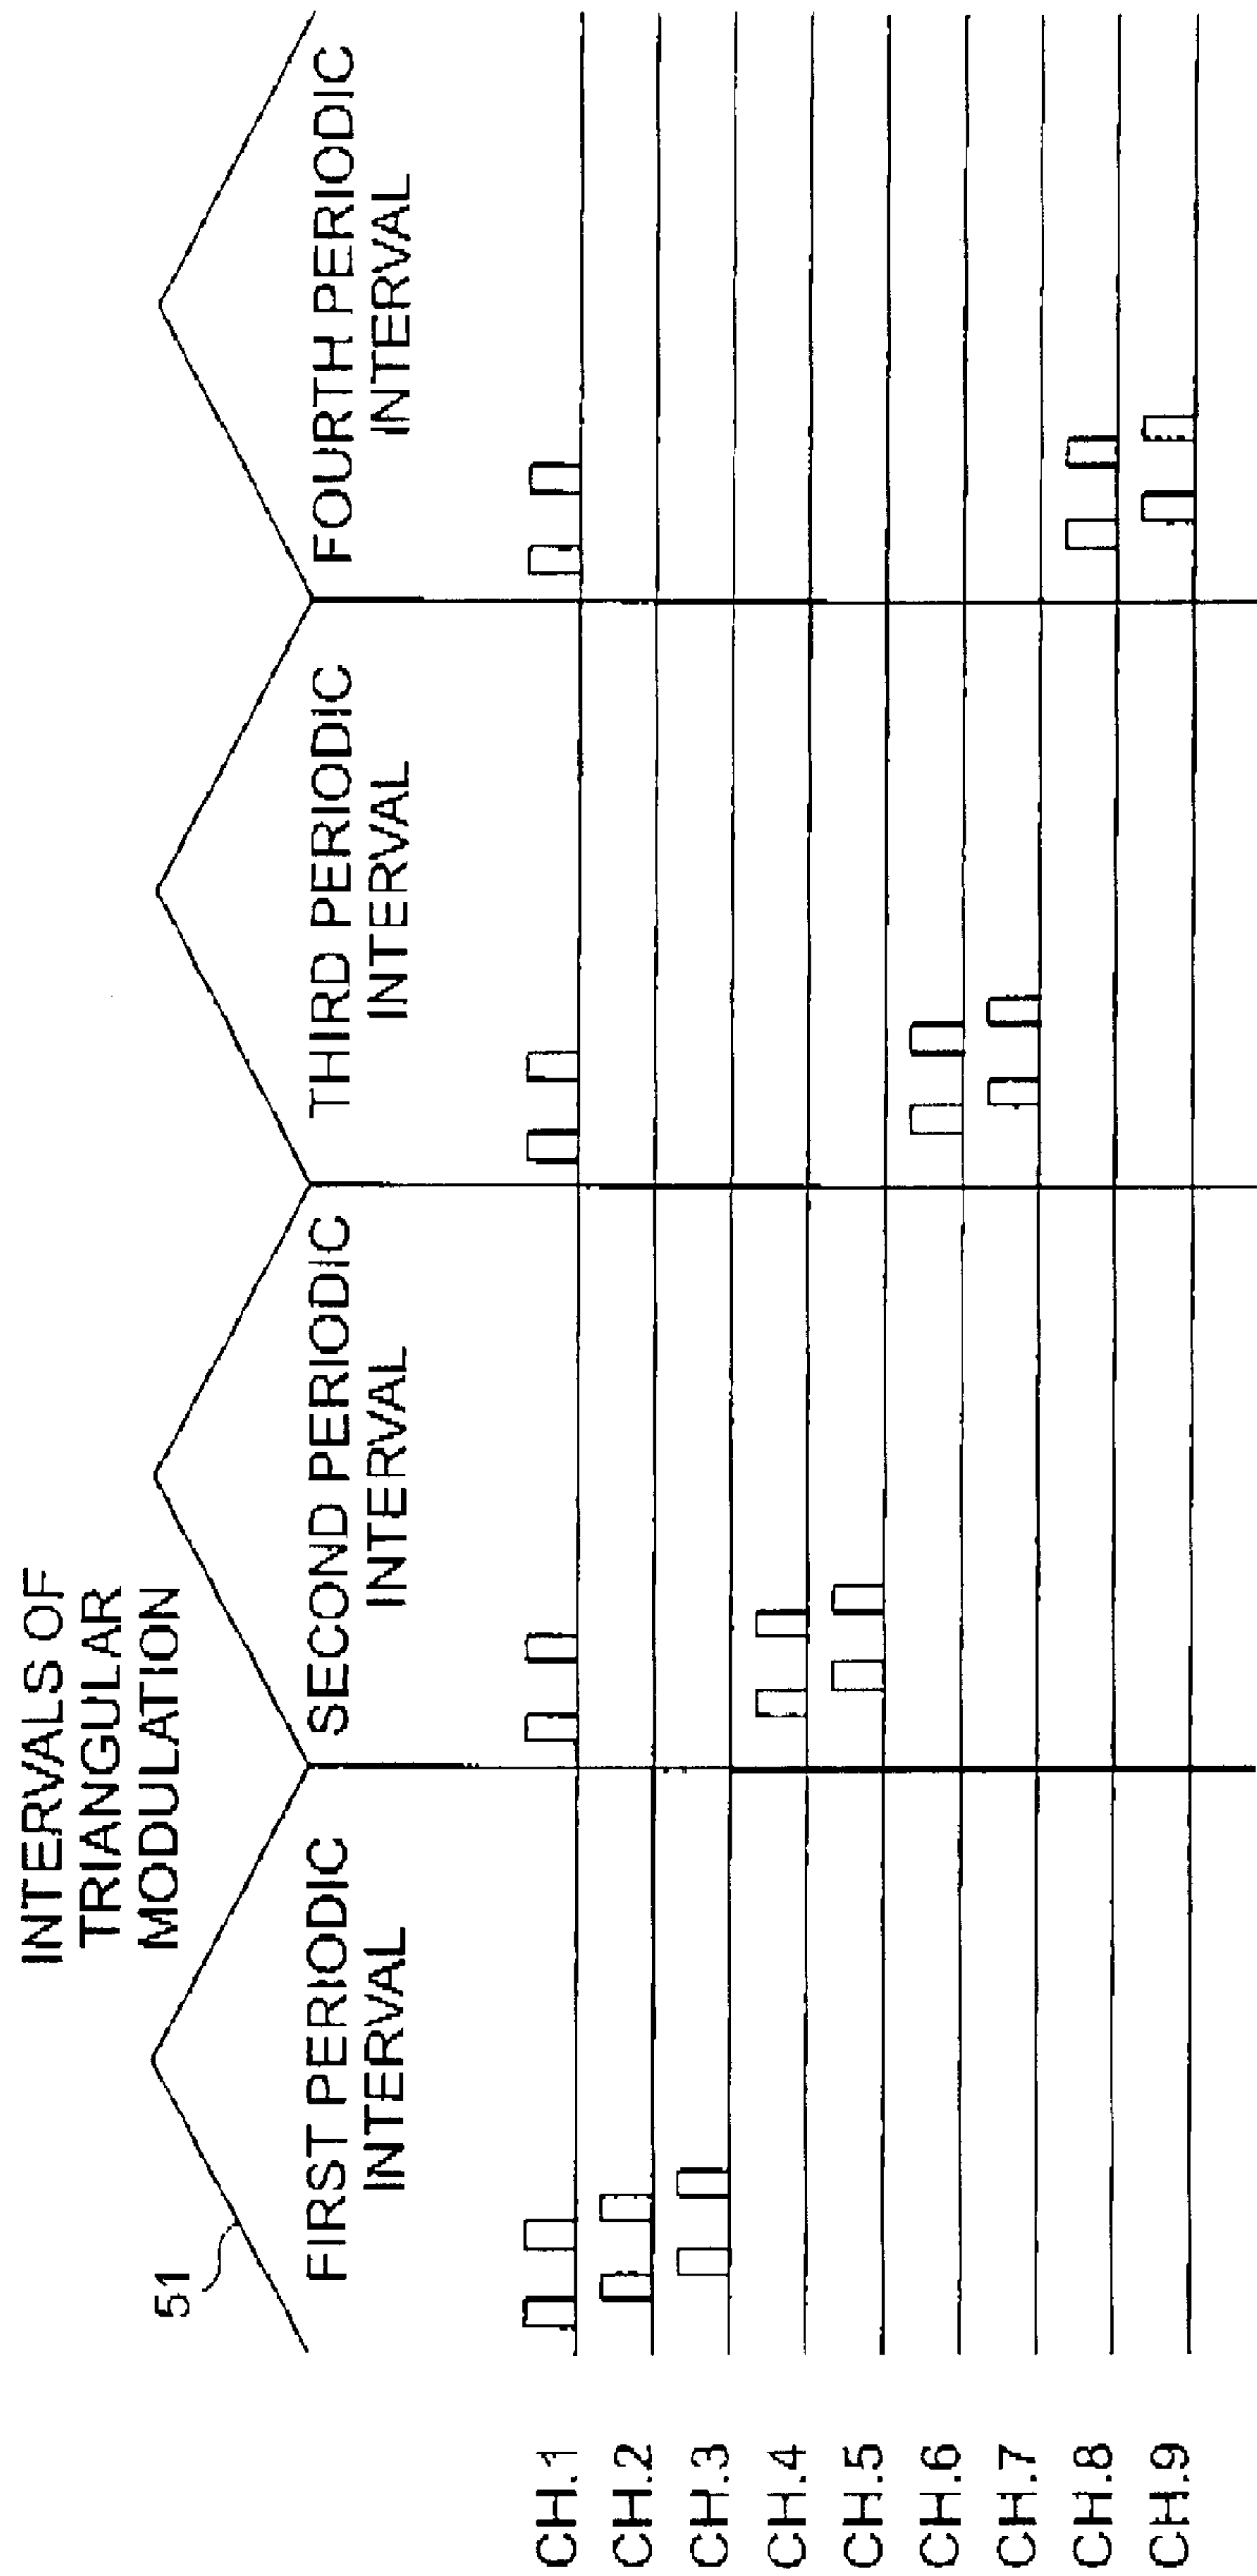 INTERVALS OF
TRIANGULAR
MODULATION
51
FIRST PERIODIC
INTERVAL
SECOND PERIODIC
INTERVAL
THIRD PERIODIC
INTERVAL
FOURTH PERIODIC
INTERVAL
CH.1
CH.2
CH.3
CH.4
CH.5
CH.6
CH.7
CH.8
CH.9